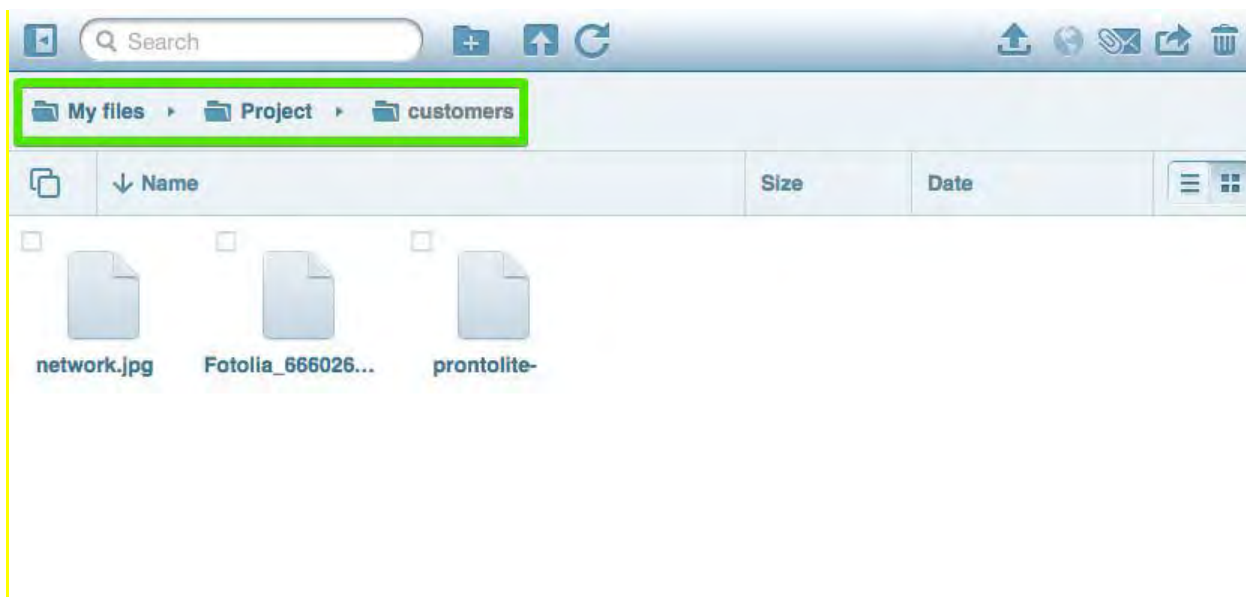 Search
My files Project customers
Name Size Date
network.jpg Fotolia_666026... prontolite-